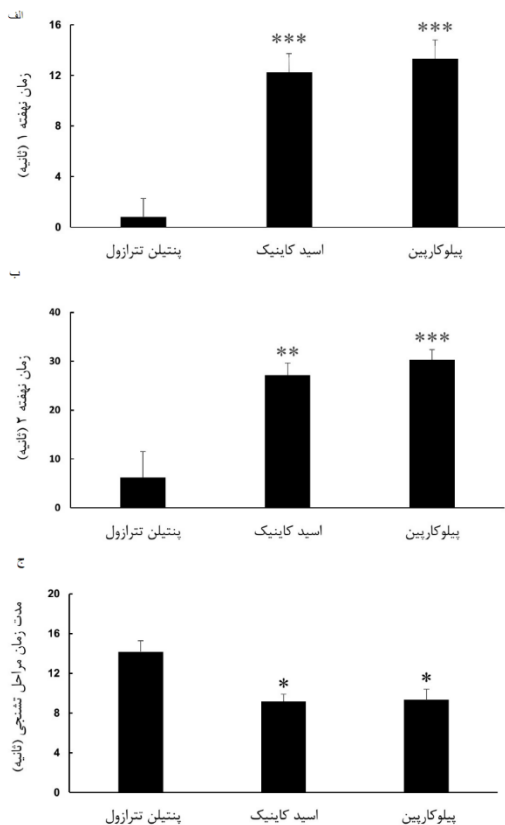 الف
زمان نهفته ۱ (ثانیه)
16
12
8
4
0
***
***
پنتیلن تترازول
اسید کاینیک
پیلوکارپین
ب
زمان نهفته ۲ (ثانیه)
40
30
20
10
0
**
***
پنتیلن تترازول
اسید کاینیک
پیلوکارپین
ج
مدت زمان مراحل تشنجی (ثانیه)
20
16
12
8
4
0
*
*
پنتیلن تترازول
اسید کاینیک
پیلوکارپین